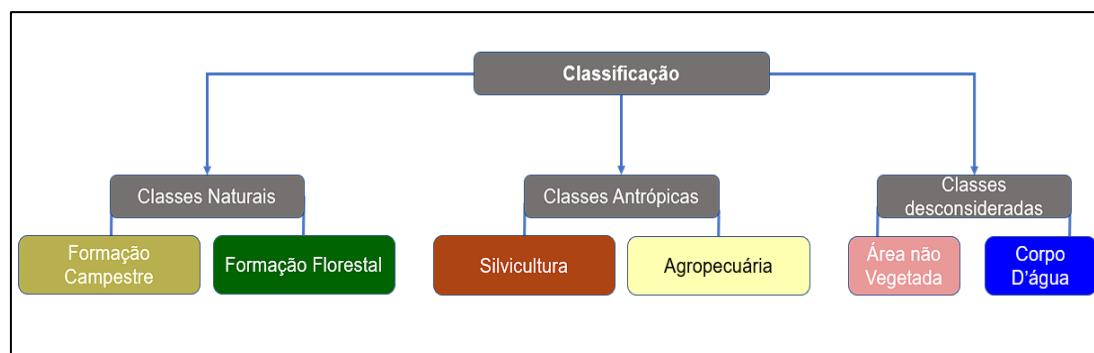 Classificação
Classes Naturais
Classes Antrópicas
Classes
desconsideradas
Formação
Campestre
Formação Florestal
Silvicultura
Agropecuária
Área não
Vegetada
Corpo
D'água